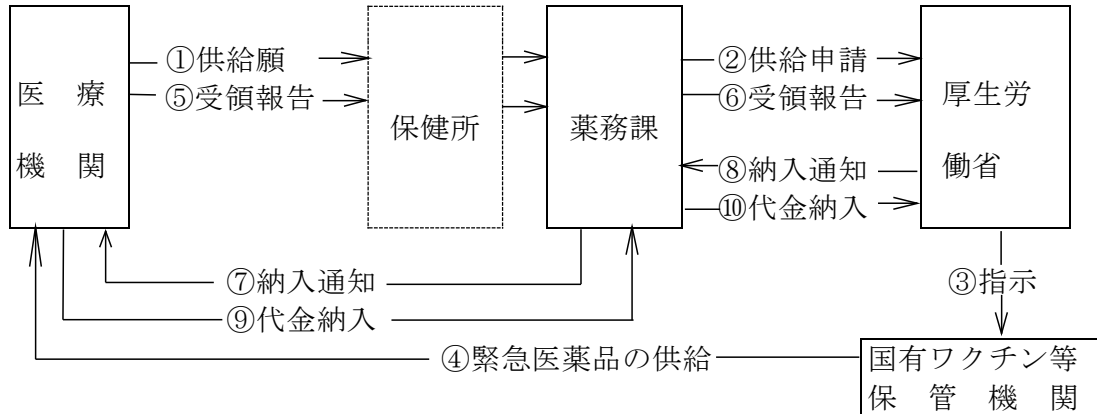 ①供給願
②供給申請
⑤受領報告
⑥受領報告
医 療
機 関
保健所
薬務課
厚生労
働省
⑧納入通知
⑩代金納入
⑦納入通知
③指示
⑨代金納入
④緊急医薬品の供給
国有ワクチン等
保 管 機 関